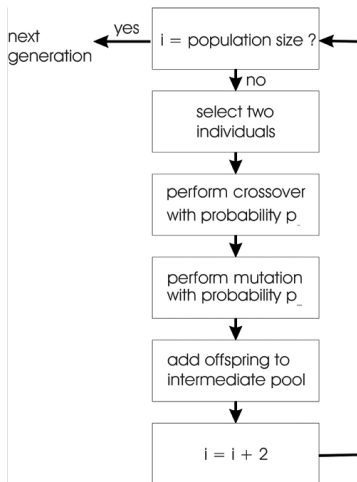 next
generation
yes
i = population size ?
no
select two
individuals
perform crossover
with probability p
perform mutation
with probability p
add offspring to
intermediate pool
i = i + 2